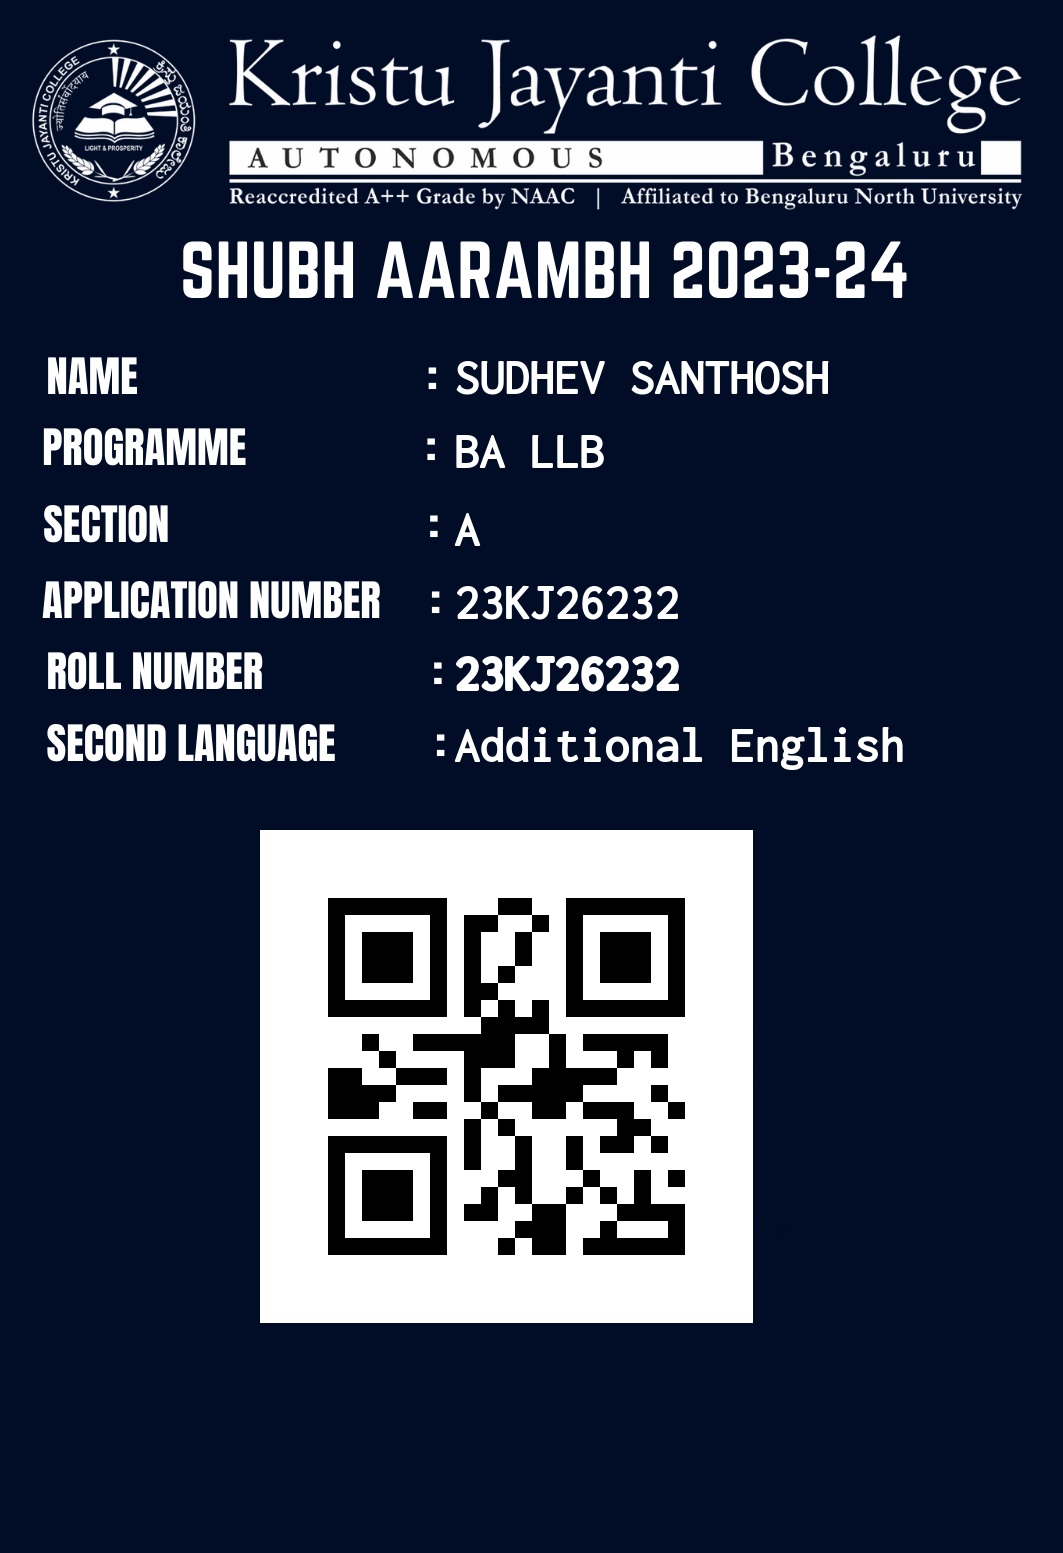 KRISTU JAYANTI COLLEGE
ಕ್ರಿಸ್ತು ಜಯಂತಿ ಕಾಲೇಜು
ज्योतिर्संवर्दियाय
LIGHT & PROSPERITY
Kristu Jayanti College
AUTONOMOUS Bengaluru
Reaccredited A++ Grade by NAAC | Affiliated to Bengaluru North University
SHUBH AARAMBH 2023-24
NAME : SUDHEV SANTHOSH
PROGRAMME : BA LLB
SECTION : A
APPLICATION NUMBER : 23KJ26232
ROLL NUMBER : 23KJ26232
SECOND LANGUAGE : Additional English